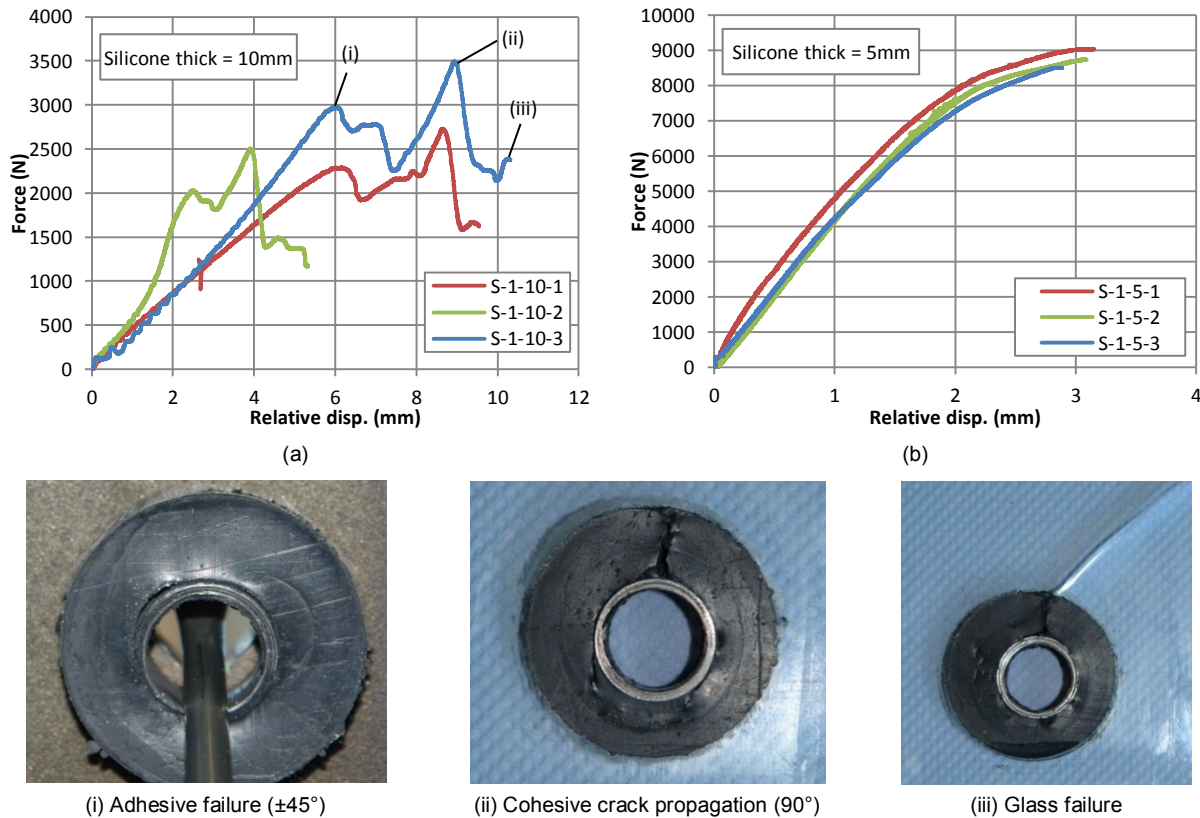 4000
3500
3000
2500
2000
1500
1000
500
0
Force (N)
Silicone thick = 10mm
(i)
(ii)
(iii)
S-1-10-1
S-1-10-2
S-1-10-3
0 2 4 6 8 10 12
Relative disp. (mm)
(a)
10000
9000
8000
7000
6000
5000
4000
3000
2000
1000
0
Force (N)
Silicone thick = 5mm
S-1-5-1
S-1-5-2
S-1-5-3
0 1 2 3 4
Relative disp. (mm)
(b)
(i) Adhesive failure (±45°)
(ii) Cohesive crack propagation (90°)
(iii) Glass failure